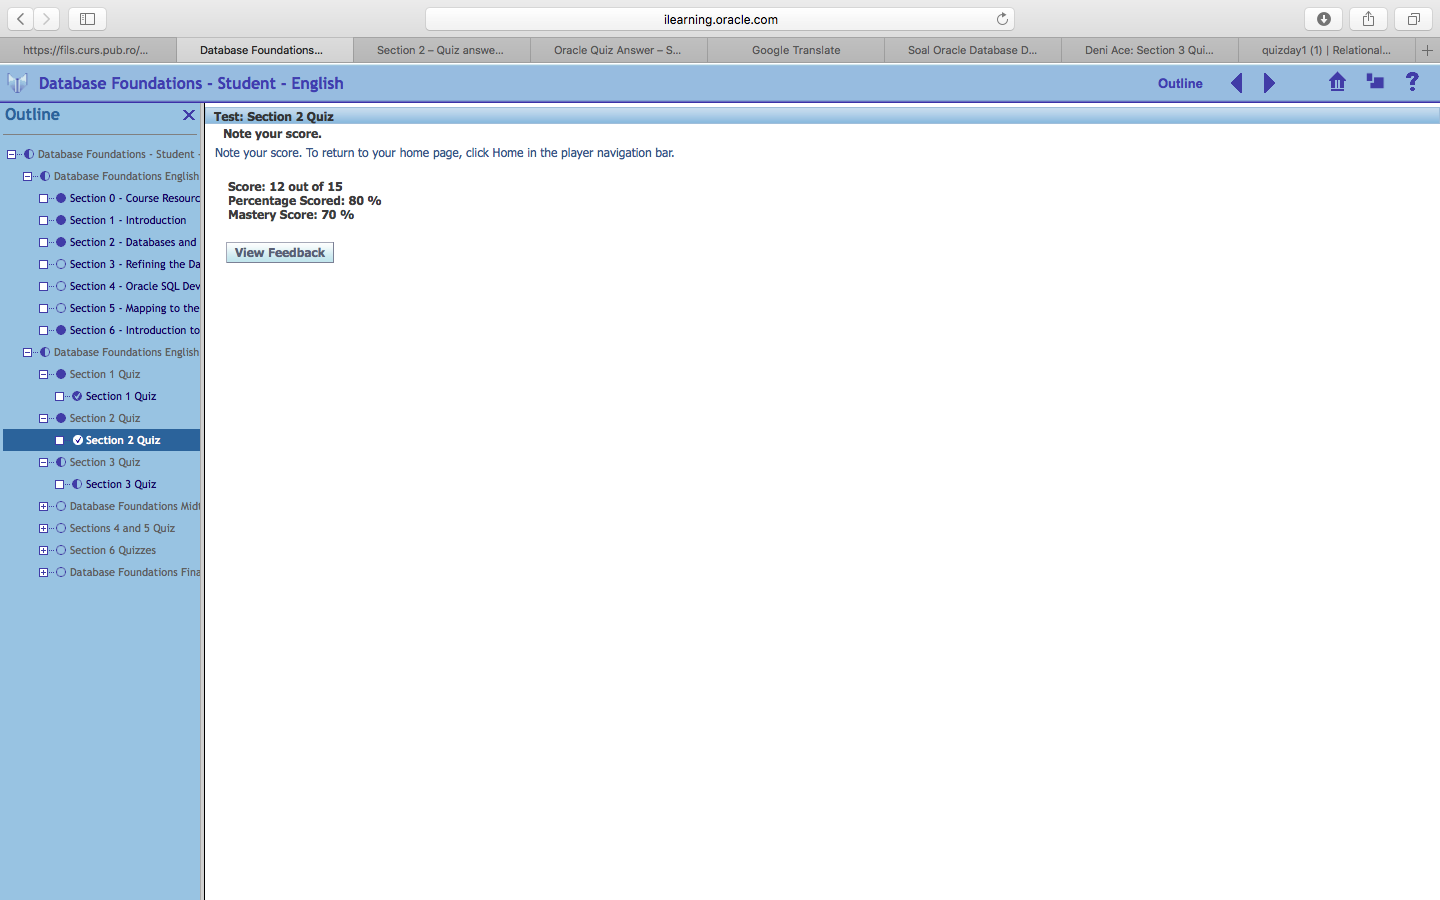 ilearning.oracle.com
https://fils.curs.pub.ro/...
Database Foundations...
Section 2 – Quiz answe...
Oracle Quiz Answer – S...
Google Translate
Soal Oracle Database D...
Deni Ace: Section 3 Qui...
quizday1 (1) | Relational...
Database Foundations - Student - English
Outline
?
Outline
Database Foundations - Student -
Database Foundations English
Section 0 - Course Resourc
Section 1 - Introduction
Section 2 - Databases and
Section 3 - Refining the Da
Section 4 - Oracle SQL Dev
Section 5 - Mapping to the
Section 6 - Introduction to
Database Foundations English
Section 1 Quiz
Section 1 Quiz
Section 2 Quiz
Section 2 Quiz
Section 3 Quiz
Section 3 Quiz
Database Foundations Midt
Sections 4 and 5 Quiz
Section 6 Quizzes
Database Foundations Fina
Test: Section 2 Quiz
Note your score.
Note your score. To return to your home page, click Home in the player navigation bar.
Score: 12 out of 15
Percentage Scored: 80 %
Mastery Score: 70 %
View Feedback